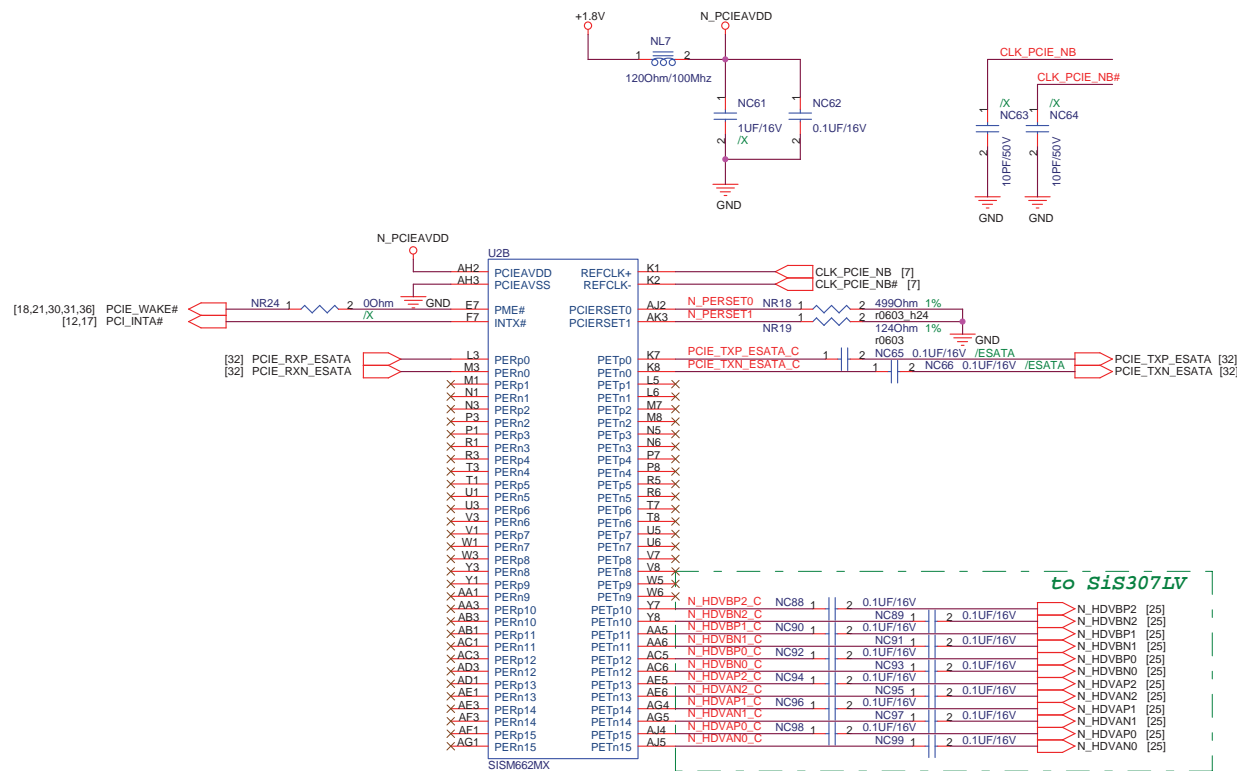 +1.8V N_PCIEAVDD
NL7
1 2
120Ohm/100Mhz
CLK_PCIE_NB
CLK_PCIE_NB#
1 NC61 1 NC62
1UF/16V 0.1UF/16V
2 /X 2
GND
1 /X 1 /X
NC63 NC64
2 10PF/50V 2 10PF/50V
GND GND
N_PCIEAVDD
U2B
AH2 PCIEAVDD REFCLK+ K1 CLK_PCIE_NB [7]
AH3 PCIEAVSS REFCLK- K2 CLK_PCIE_NB# [7]
GND
[18,21,30,31,36] PCIE_WAKE# NR24 1 2 0Ohm E7 PME# PCIERSET0 AJ2 N_PERSET0 NR18 1 2 499Ohm 1%
r0603_h24
[12,17] PCI_INTA# /X F7 INTX# PCIERSET1 AK3 N_PERSET1 NR19 1 2 124Ohm 1%
r0603 GND
[32] PCIE_RXP_ESATA L3 PERp0 PETp0 K7 PCIE_TXP_ESATA_C 1 2 NC65 0.1UF/16V /ESATA PCIE_TXP_ESATA [32]
[32] PCIE_RXN_ESATA M3 PERn0 PETn0 K8 PCIE_TXN_ESATA_C 1 2 NC66 0.1UF/16V /ESATA PCIE_TXN_ESATA [32]
M1 PERp1 PETp1 L5
N1 PERn1 PETn1 L6
N3 PERp2 PETp2 M7
P3 PERn2 PETn2 M8
P1 PERp3 PETp3 N5
R1 PERn3 PETn3 N6
R3 PERp4 PETp4 P7
T3 PERn4 PETn4 P8
T1 PERp5 PETp5 R5
U1 PERn5 PETn5 R6
U3 PERp6 PETp6 T7
V3 PERn6 PETn6 T8
V1 PERp7 PETp7 U5
W1 PERn7 PETn7 U6
W3 PERp8 PETp8 V7
Y3 PERn8 PETn8 V8
Y1 PERp9 PETp9 W5
AA1 PERn9 PETn9 W6
to SiS307LV
AA3 PERp10 PETp10 Y7 N_HDVBP2_C NC88 1 2 0.1UF/16V N_HDVBP2 [25]
AB3 PERn10 PETn10 Y8 N_HDVBN2_C NC89 1 2 0.1UF/16V N_HDVBN2 [25]
AB1 PERp11 PETp11 AA5 N_HDVBP1_C NC90 1 2 0.1UF/16V N_HDVBP1 [25]
AC1 PERn11 PETn11 AA6 N_HDVBN1_C NC91 1 2 0.1UF/16V N_HDVBN1 [25]
AC3 PERp12 PETp12 AC5 N_HDVBP0_C NC92 1 2 0.1UF/16V N_HDVBP0 [25]
AD3 PERn12 PETn12 AC6 N_HDVBN0_C NC93 1 2 0.1UF/16V N_HDVBN0 [25]
AD1 PERp13 PETp13 AE5 N_HDVAP2_C NC94 1 2 0.1UF/16V N_HDVAP2 [25]
AE1 PERn13 PETn13 AE6 N_HDVAN2_C NC95 1 2 0.1UF/16V N_HDVAN2 [25]
AE3 PERp14 PETp14 AG4 N_HDVAP1_C NC96 1 2 0.1UF/16V N_HDVAP1 [25]
AF3 PERn14 PETn14 AG5 N_HDVAN1_C NC97 1 2 0.1UF/16V N_HDVAN1 [25]
AF1 PERp15 PETp15 AJ4 N_HDVAP0_C NC98 1 2 0.1UF/16V N_HDVAP0 [25]
AG1 PERn15 PETn15 AJ5 N_HDVAN0_C NC99 1 2 0.1UF/16V N_HDVAN0 [25]
SISM662MX